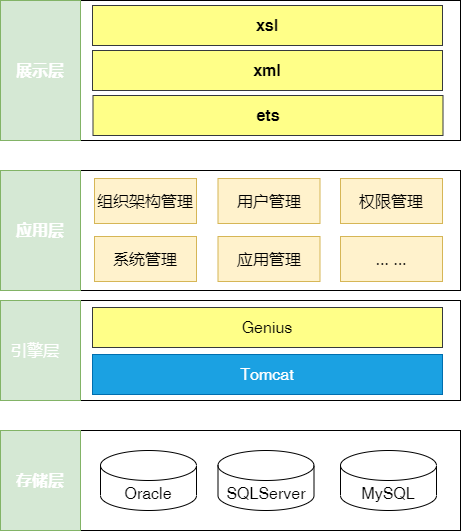 展示层
xsl
xml
ets
应用层
组织架构管理 用户管理 权限管理
系统管理 应用管理 ... ...
引擎层
Genius
Tomcat
存储层
Oracle SQLServer MySQL